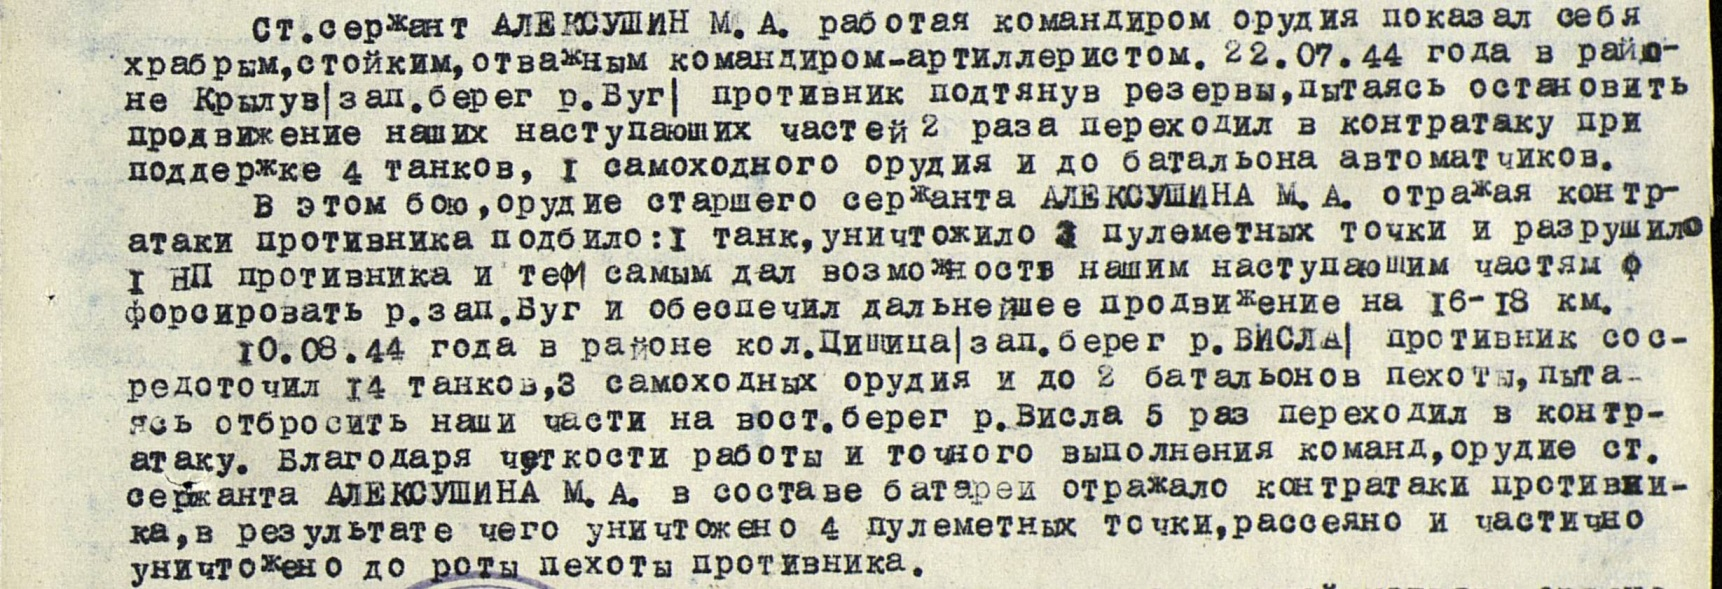 Ст.сержант АЛЕКСУШИН М. А. работая командиром орудия показал себя
храбрым,стойким,отважным командиром-артиллеристом. 22.07.44 года в райо-
не Крылув|зап.берег р.Буг| противник подтянув резервы,пытаясь остановить
продвижение наших наступающих частей 2 раза переходил в контратаку при
поддержке 4 танков, I самоходного орудия и до батальона автоматчиков.
В этом бою,орудие старшего сержанта АЛЕКСУШИНА М. А. отражая контр-
атаки противника подбило:I танк,уничтожило 3 пулеметных точки и разрушило
I НП противника и тем самым дал возможность нашим наступающим частям ф
форсировать р.зап.Буг и обеспечил дальнейшее продвижение на I6-I8 км.
I0.08.44 года в районе кол.Цишица|зап.берег р.ВИСЛА| противник сос-
редоточил I4 танков,3 самоходных орудия и до 2 батальонов пехоты,пыта-
ясь отбросить наши части на вост.берег р.Висла 5 раз переходил в контр-
атаку. Благодаря четкости работы и точного выполнения команд,орудие ст.
сержанта АЛЕКСУШИНА М. А. в составе батареи отражало контратаки противни-
ка,в результате чего уничтожено 4 пулеметных точки,рассеяно и частично
уничтожено до роты пехоты противника.